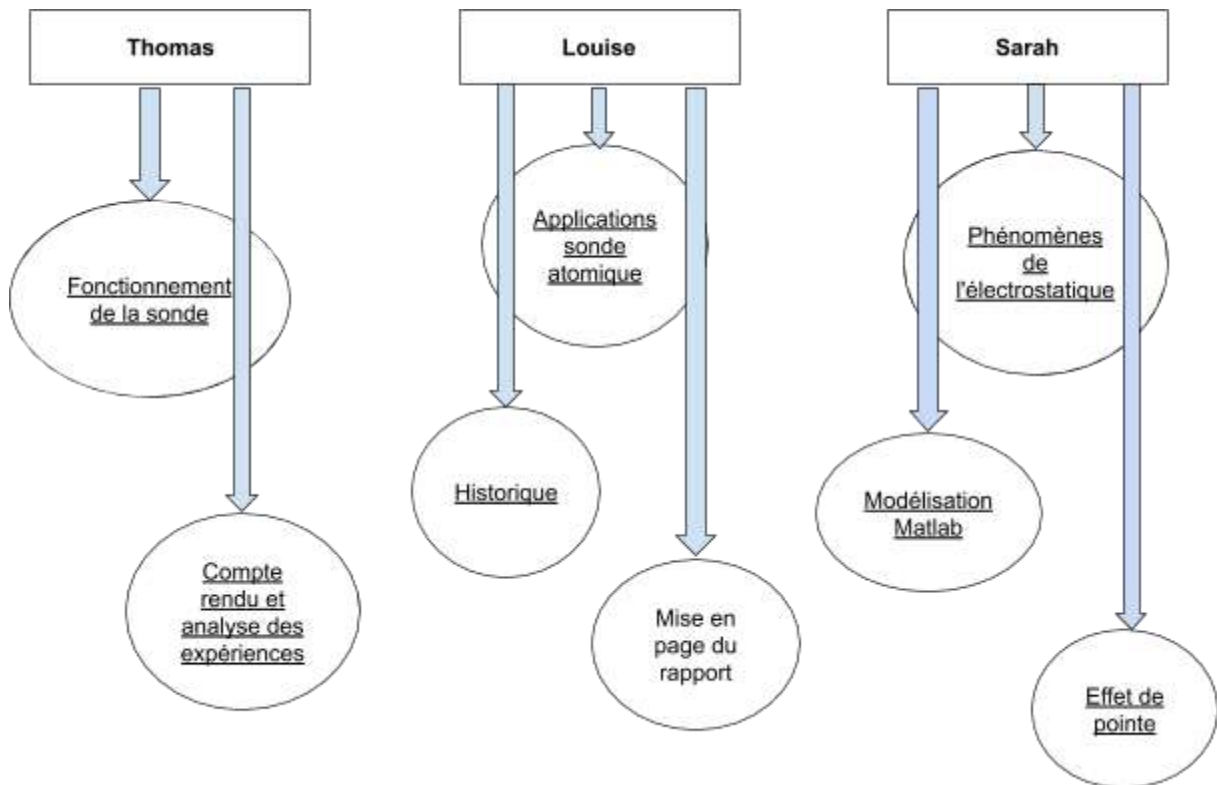 Thomas
Louise
Sarah
Fonctionnement
de la sonde
Compte
rendu et
analyse des
expériences
Applications
sonde
atomique
Historique
Mise en
page du
rapport
Phénomènes
de
l'électrostatique
Modélisation
Matlab
Effet de
pointe